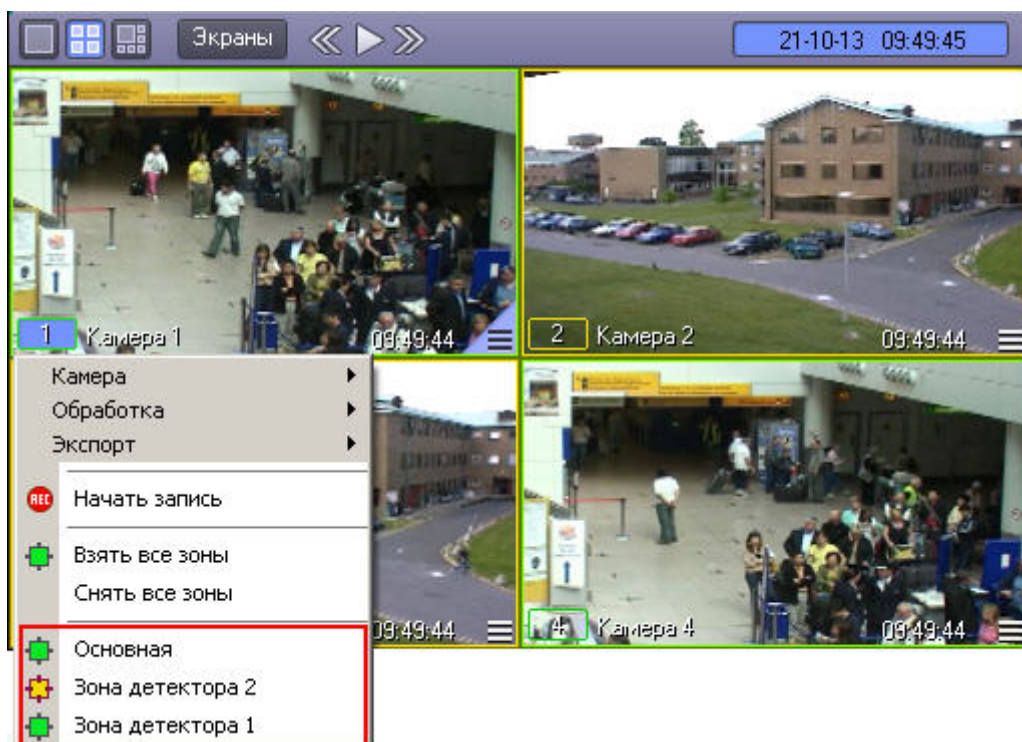 Экраны
21-10-13 09:49:45
1 Камера 1 09:49:44
2 Камера 2 09:49:44
Камера
Обработка
Экспорт
REC Начать запись
Взять все зоны
Снять все зоны
09:49:44
4 Камера 4 09:49:44
Основная
Зона детектора 2
Зона детектора 1